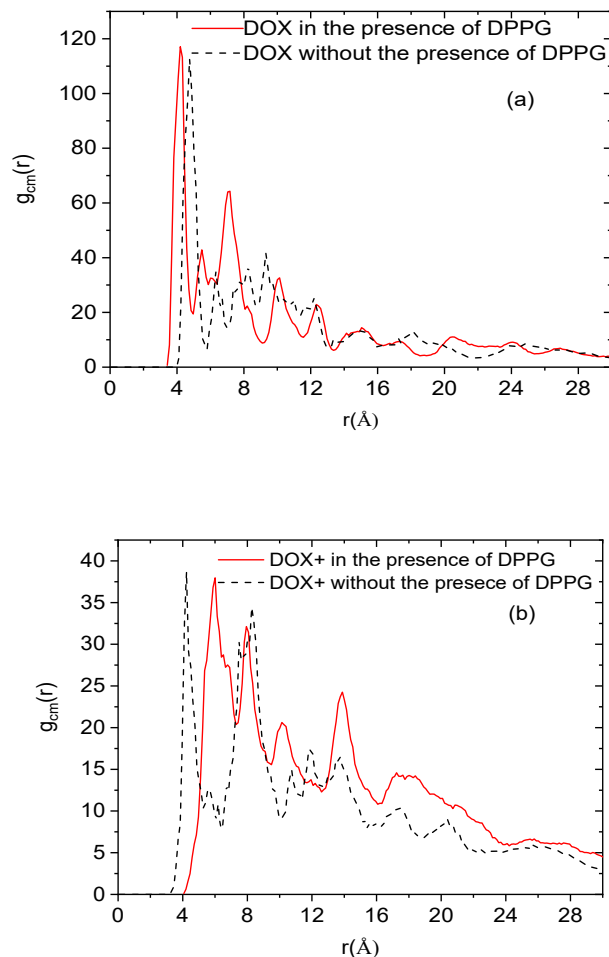 DOX in the presence of DPPG
DOX without the presence of DPPG
(a)
120
100
80
60
40
20
0
g_cm(r)
0 4 8 12 16 20 24 28
r(Å)
DOX+ in the presence of DPPG
DOX+ without the presece of DPPG
(b)
40
35
30
25
20
15
10
5
0
g_cm(r)
0 4 8 12 16 20 24 28
r(Å)